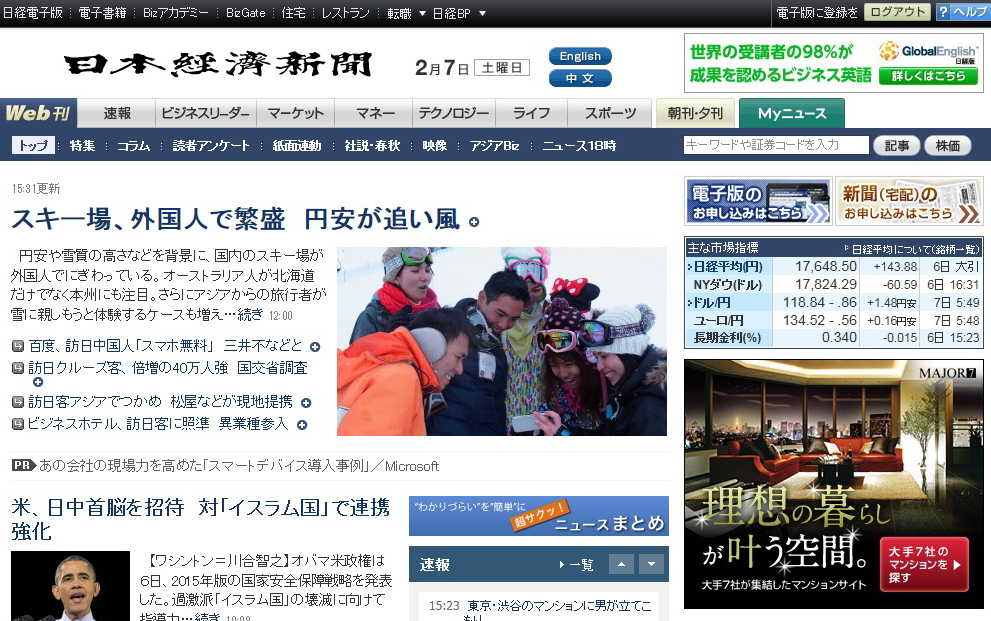 日経電子版 電子書籍 Bizアカデミー BizGate 住宅 レストラン 転職 ▼ 日経BP ▼
電子版に登録を ログアウト ? ヘルプ
日本経済新聞
2月7日 土曜日
English
中文
世界の受講者の98%が
成果を認めるビジネス英語
GlobalEnglish
日経版
詳しくはこちら
Web刊 速報 ビジネスリーダー マーケット マネー テクノロジー ライフ スポーツ 朝刊・夕刊 Myニュース
トップ 特集 コラム 読者アンケート 紙面連動 社説・春秋 映像 アジアBiz ニュース18時
キーワードや証券コードを入力 記事 株価
15:31更新
スキー場、外国人で繁盛 円安が追い風
円安や雪質の高さなどを背景に、国内のスキー場が
外国人でにぎわっている。オーストラリア人が北海道
だけでなく本州にも注目。さらにアジアからの旅行者が
雪に親しもうと体験するケースも増え…続き 12:00
百度、訪日中国人「スマホ無料」 三井不などと
訪日クルーズ客、倍増の40万人強 国交省調査
訪日客アジアでつかめ 松屋などが現地提携
ビジネスホテル、訪日客に照準 異業種参入
PR あの会社の現場力を高めた「スマートデバイス導入事例」／Microsoft
米、日中首脳を招待 対「イスラム国」で連携
強化
【ワシントン＝川合智之】オバマ米政権は
6日、2015年版の国家安全保障戦略を発表
した。過激派「イスラム国」の壊滅に向けて
指導力…続き 10:08
"わかりづらい"を"簡単"に
超サクッ！
ニュースまとめ
速報 一覧
15:23 東京・渋谷のマンションに男が立てこ
もり
電子版の
お申し込みはこちら
新聞(宅配)の
お申し込みはこちら
主な市場指標 日経平均について(銘柄一覧)
日経平均(円) 17,648.50 +143.88 6日 大引
NYダウ(ドル) 17,824.29 -60.59 6日 16:31
ドル/円 118.84 - .86 +1.48円安 7日 5:49
ユーロ/円 134.52 - .56 +0.16円安 7日 5:48
長期金利(%) 0.340 -0.015 6日 15:23
MAJOR7
理想の暮らし
が叶う空間。
大手7社が集結したマンションサイト
大手7社の
マンションを
探す